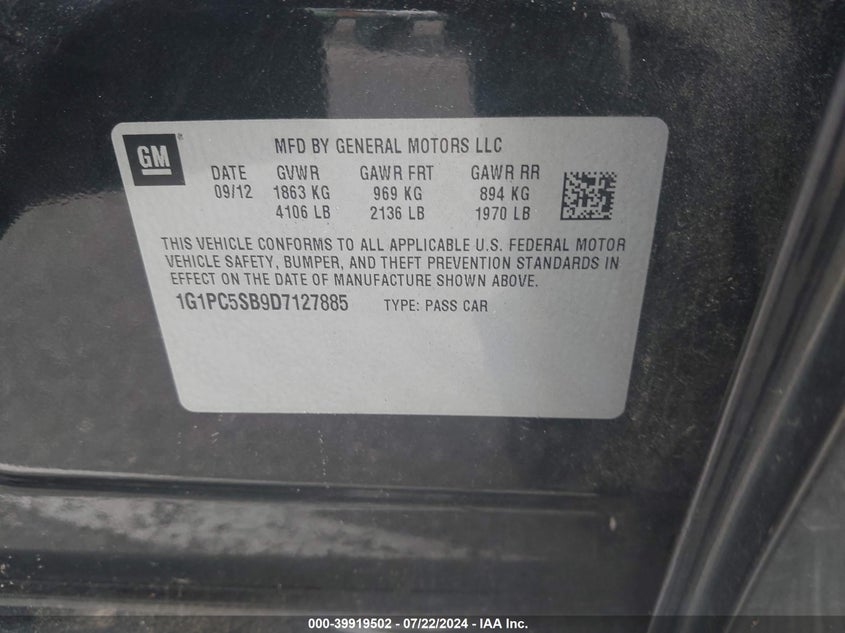 GM® MFD BY GENERAL MOTORS LLC
DATE GVWR GAWR FRT GAWR RR
09/12 1863 KG 969 KG 894 KG
4106 LB 2136 LB 1970 LB
THIS VEHICLE CONFORMS TO ALL APPLICABLE U.S. FEDERAL MOTOR
VEHICLE SAFETY, BUMPER, AND THEFT PREVENTION STANDARDS IN
EFFECT ON THE DATE OF MANUFACTURE SHOWN ABOVE.
1G1PC5SB9D7127885 TYPE: PASS CAR
000-39919502 - 07/22/2024 - IAA Inc.